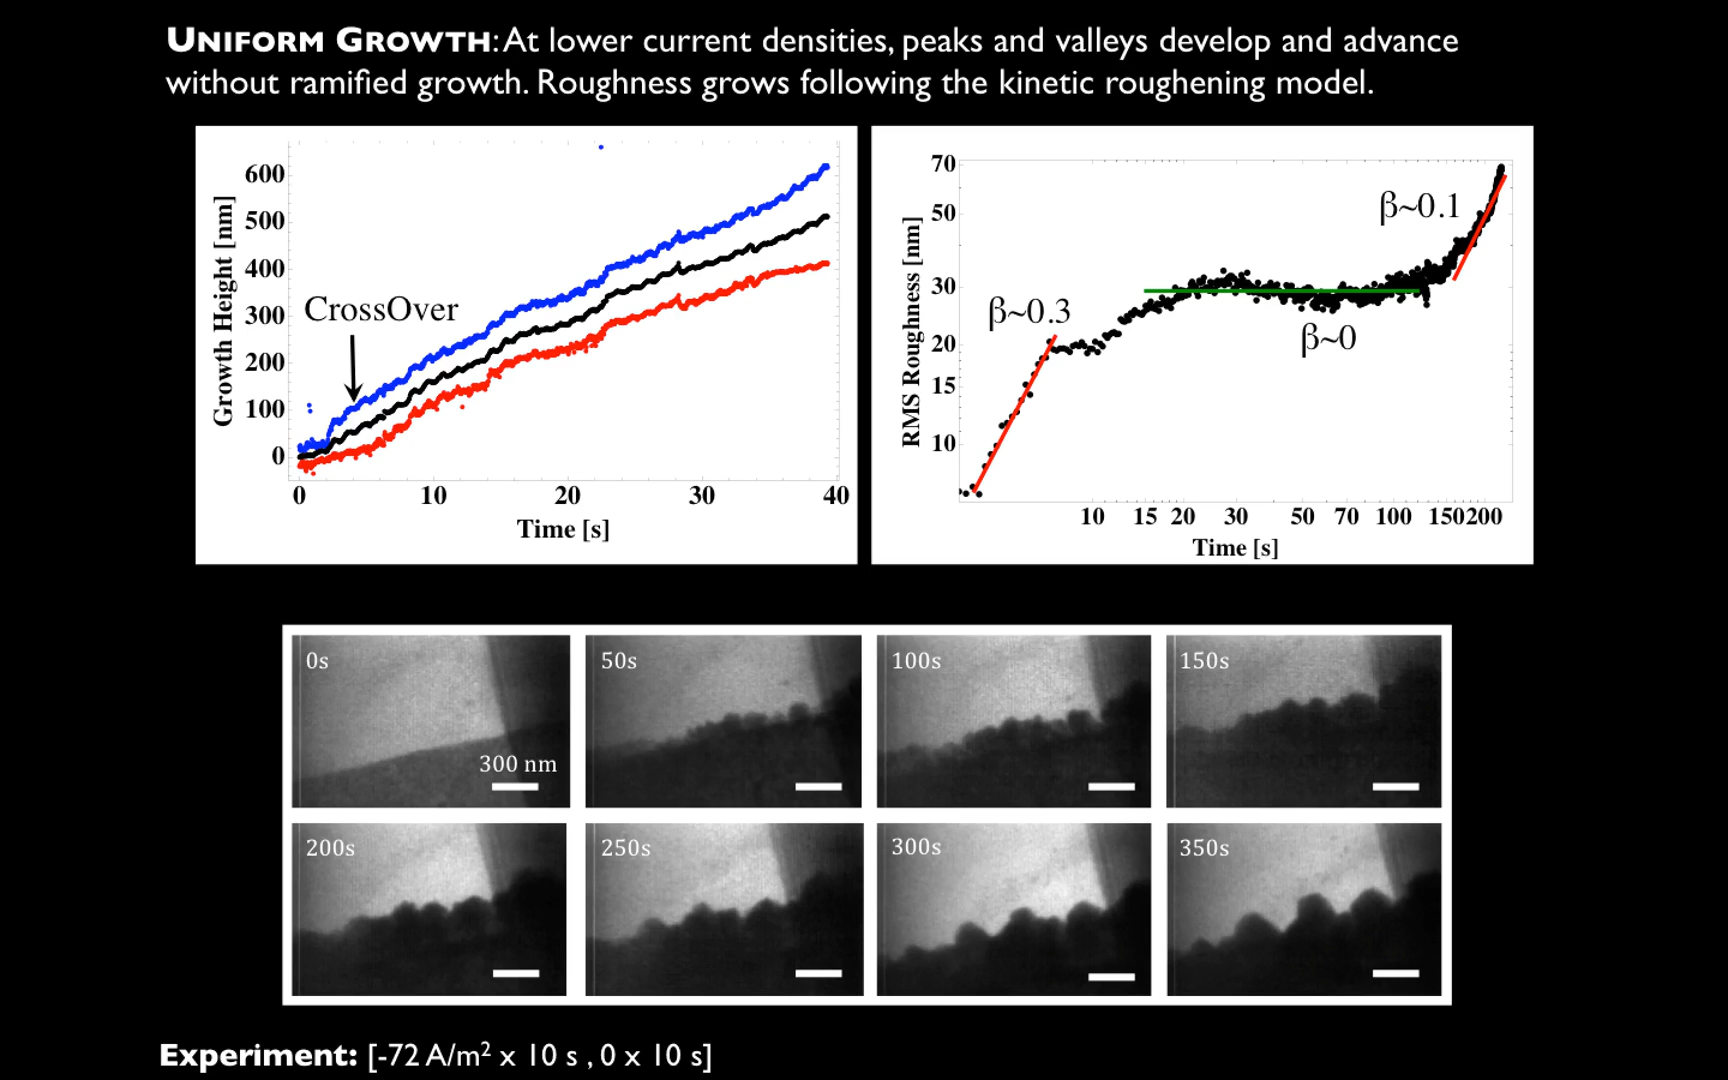 UNIFORM GROWTH: At lower current densities, peaks and valleys develop and advance
without ramified growth. Roughness grows following the kinetic roughening model.
Growth Height [nm]
600
500
400
300
200
100
0
CrossOver
0 10 20 30 40
Time [s]
RMS Roughness [nm]
70
50
30
20
15
10
β~0.3
β~0
β~0.1
10 15 20 30 50 70 100 150 200
Time [s]
0s
300 nm
50s
100s
150s
200s
250s
300s
350s
Experiment: [-72 A/m² x 10 s , 0 x 10 s]